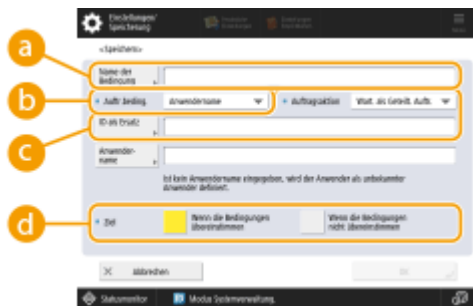 Einstellungen/
Speicherung
<Speichern>
a
Name der
Bedingung
b
Auftr.beding.
Anwendername
Auftragsaktion
Wart. als Geteilt. Auftr.
c
ID als Ersatz
Anwender-
name
Ist kein Anwendername eingegeben, wird der Anwender als unbekannter
Anwender definiert.
d
Ziel
Wenn die Bedingungen
übereinstimmen
Wenn die Bedingungen
nicht übereinstimmen
Abbrechen
OK
Statusmonitor
Modus Systemverwaltung.